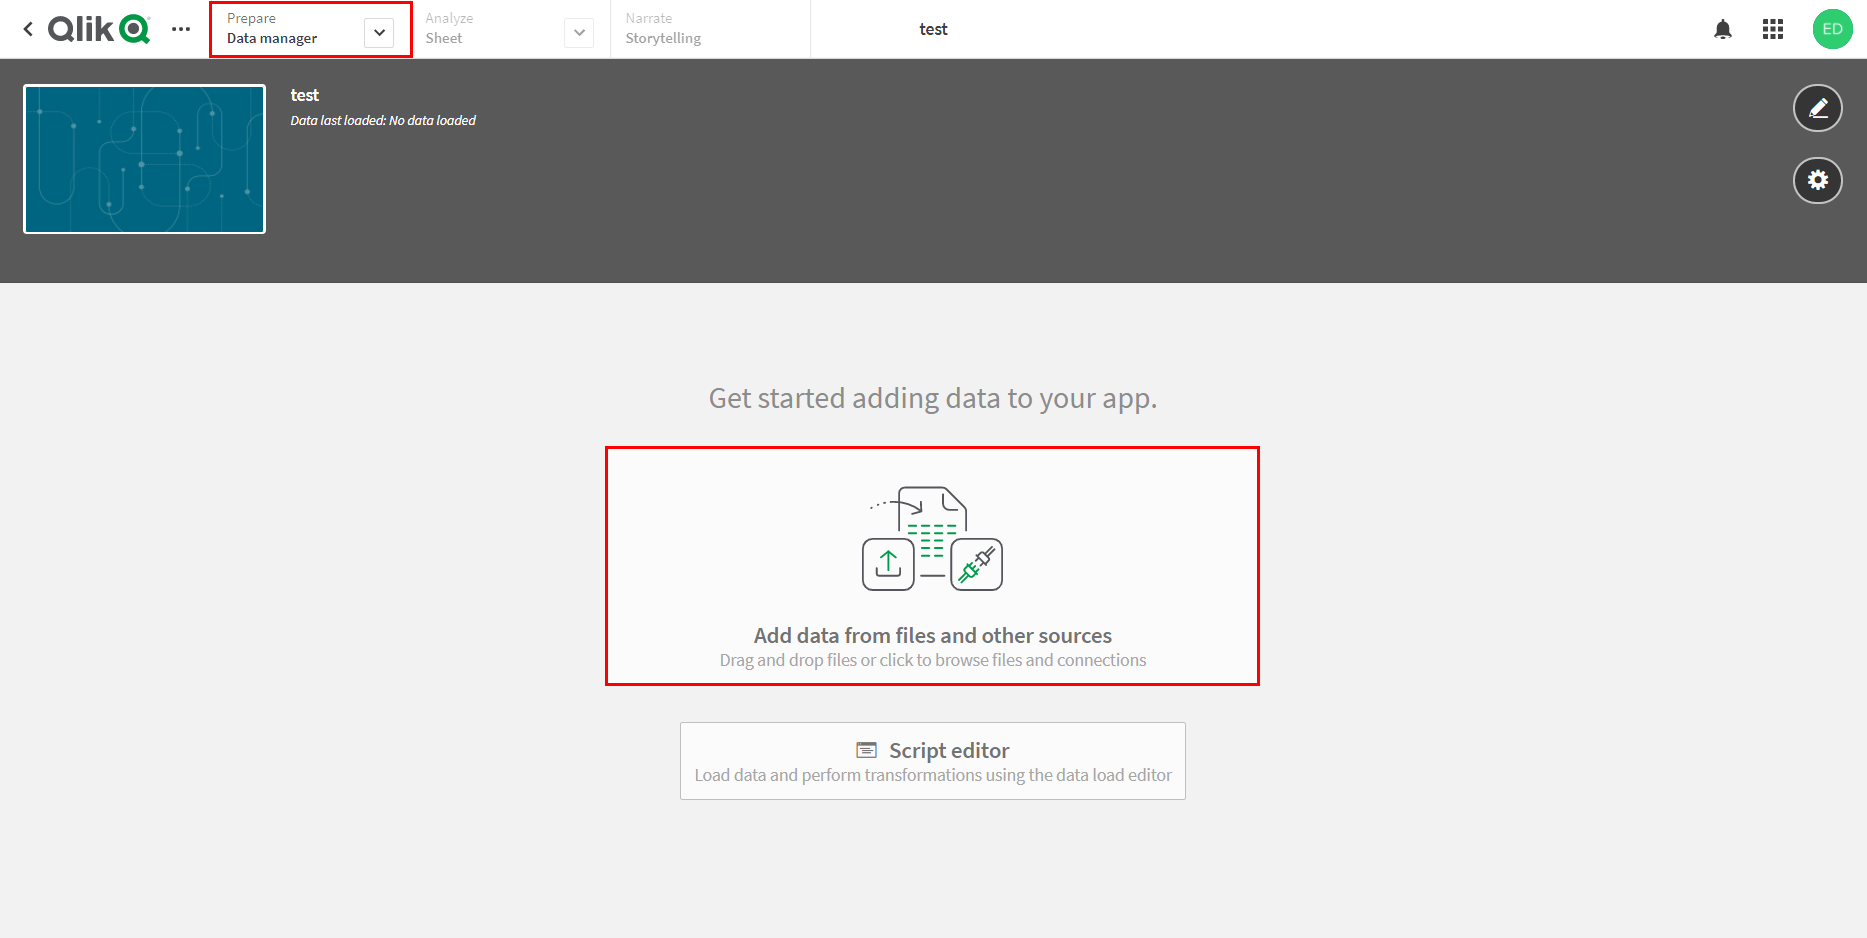 Qlik
Prepare
Data manager
Analyze
Sheet
Narrate
Storytelling
test
ED
test
Data last loaded: No data loaded
Get started adding data to your app.
Add data from files and other sources
Drag and drop files or click to browse files and connections
Script editor
Load data and perform transformations using the data load editor